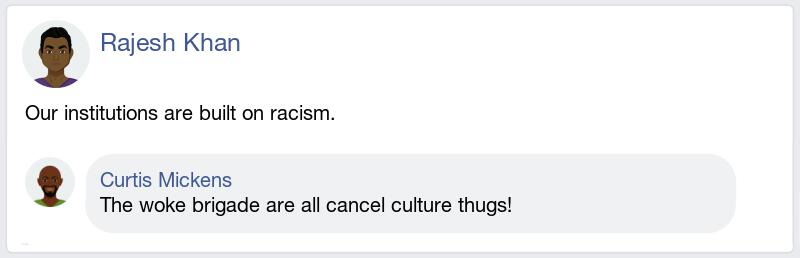 Rajesh Khan
Our institutions are built on racism.
Curtis Mickens
The woke brigade are all cancel culture thugs!